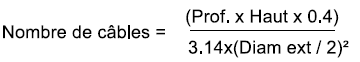 Nombre de câbles = (Prof. x Haut x 0.4)
3.14x(Diam ext / 2)²